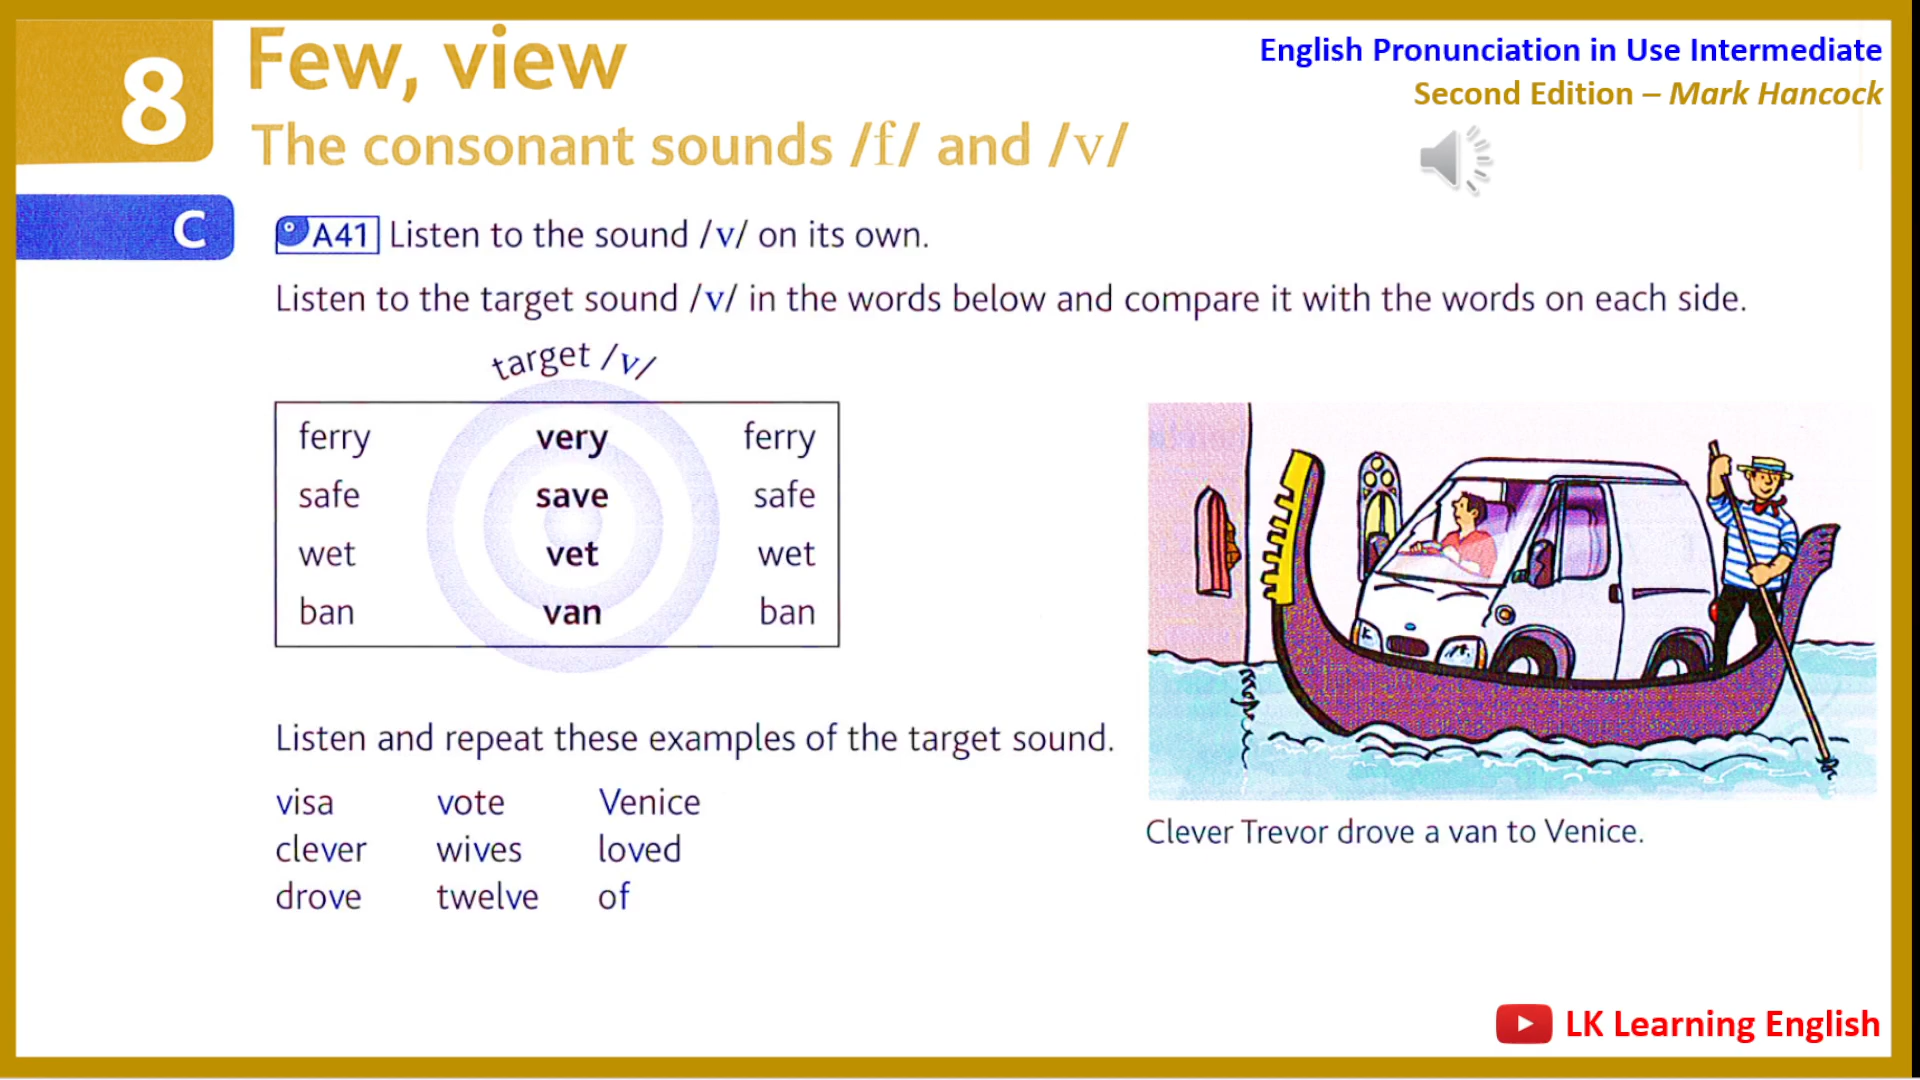 8
Few, view
The consonant sounds /f/ and /v/
English Pronunciation in Use Intermediate
Second Edition – Mark Hancock
C
A41 Listen to the sound /v/ on its own.
Listen to the target sound /v/ in the words below and compare it with the words on each side.
target /v/
ferry very ferry
safe save safe
wet vet wet
ban van ban
Listen and repeat these examples of the target sound.
visa vote Venice
clever wives loved
drove twelve of
Clever Trevor drove a van to Venice.
LK Learning English